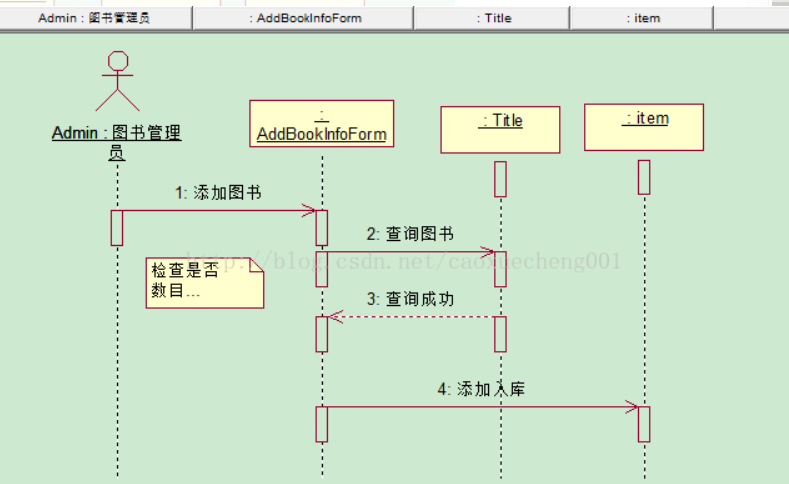 Admin : 图书管理员
: AddBookInfoForm
: Title
: item
Admin : 图书管理
员
:
AddBookInfoForm
: Title
: item
1: 添加图书
2: 查询图书
http://blog.csdn.net/caoxuecheng001
检查是否
数目...
3: 查询成功
4: 添加入库